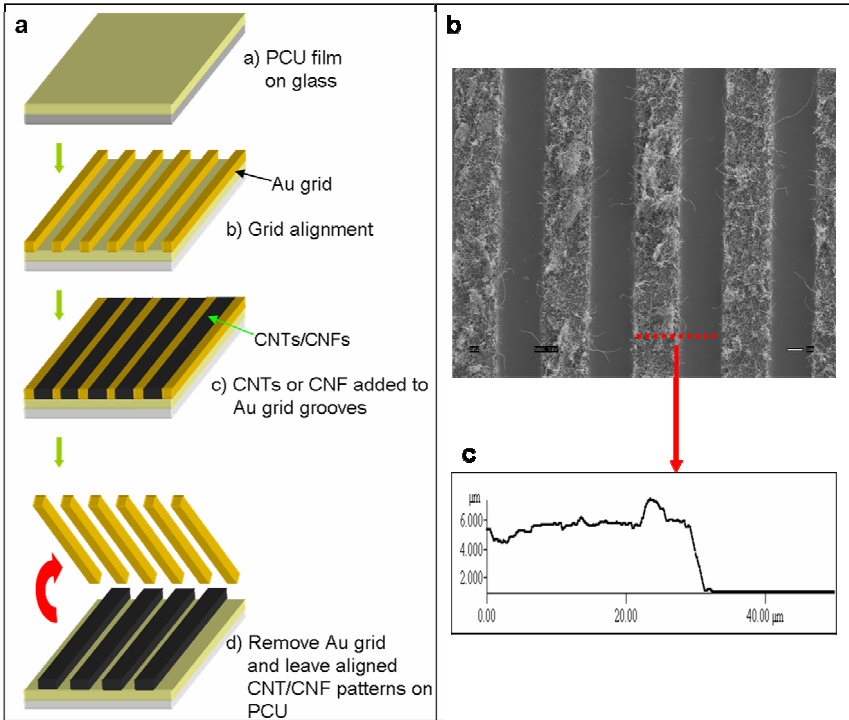 a
a) PCU film
on glass
Au grid
b) Grid alignment
CNTs/CNFs
c) CNTs or CNF added to
Au grid grooves
d) Remove Au grid
and leave aligned
CNT/CNF patterns on
PCU
b
c
µm
6.000
4.000
2.000
0.00
20.00
40.00 µm